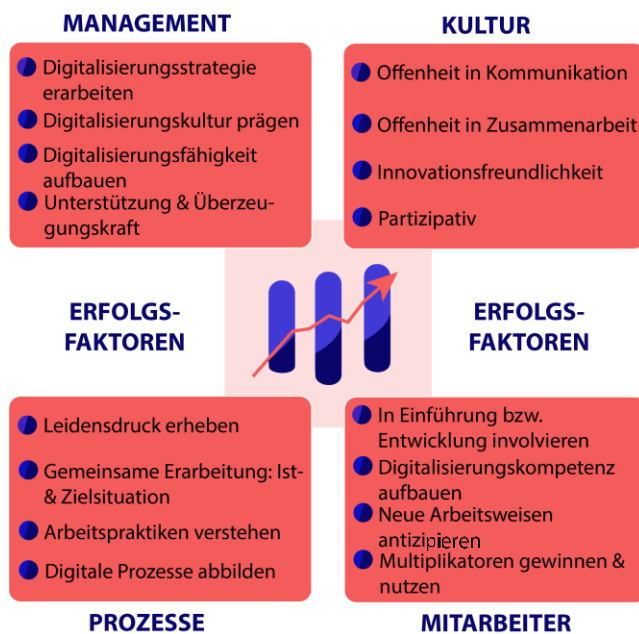 MANAGEMENT
Digitalisierungsstrategie
erarbeiten
Digitalisierungskultur prägen
Digitalisierungsfähigkeit
aufbauen
Unterstützung & Überzeu-
gungskraft
KULTUR
Offenheit in Kommunikation
Offenheit in Zusammenarbeit
Innovationsfreundlichkeit
Partizipativ
ERFOLGS-
FAKTOREN
ERFOLGS-
FAKTOREN
Leidensdruck erheben
Gemeinsame Erarbeitung: Ist-
& Zielsituation
Arbeitspraktiken verstehen
Digitale Prozesse abbilden
PROZESSE
In Einführung bzw.
Entwicklung involvieren
Digitalisierungskompetenz
aufbauen
Neue Arbeitsweisen
antizipieren
Multiplikatoren gewinnen &
nutzen
MITARBEITER